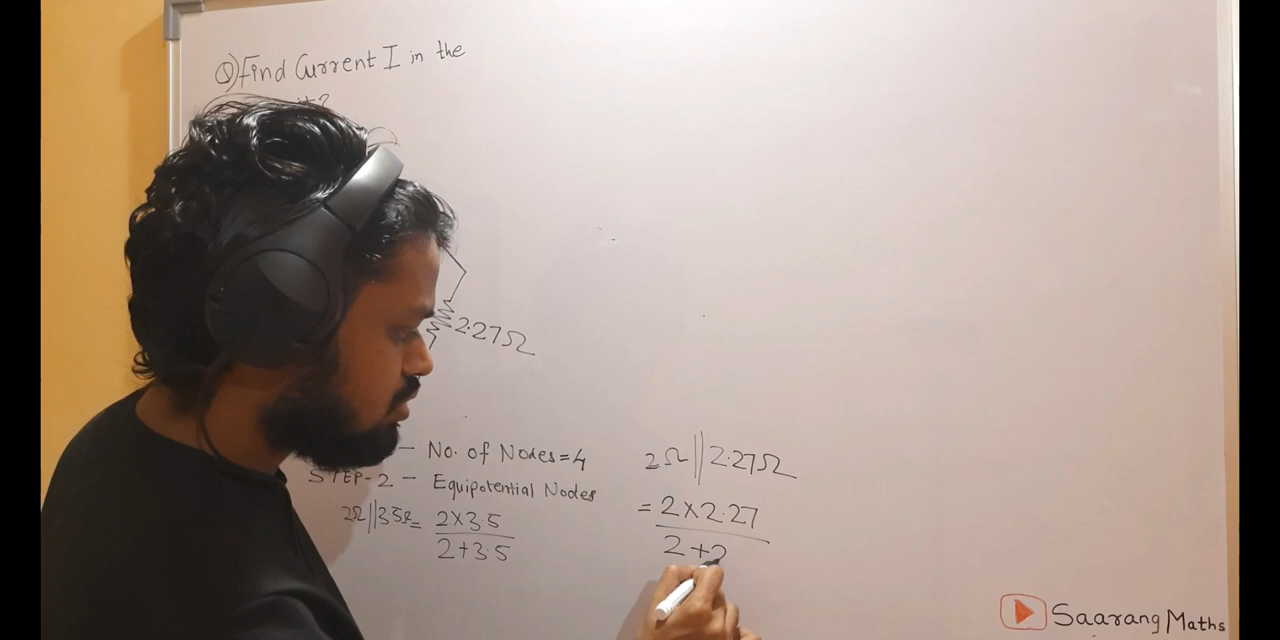 Q) Find Current I in the
2.27Ω
- No. of Nodes=4
STEP-2 - Equipotential Nodes
2Ω||3.5Ω= 2×3.5
2+3.5
2Ω||2.27Ω
= 2×2.27
2+2
Saarang Maths